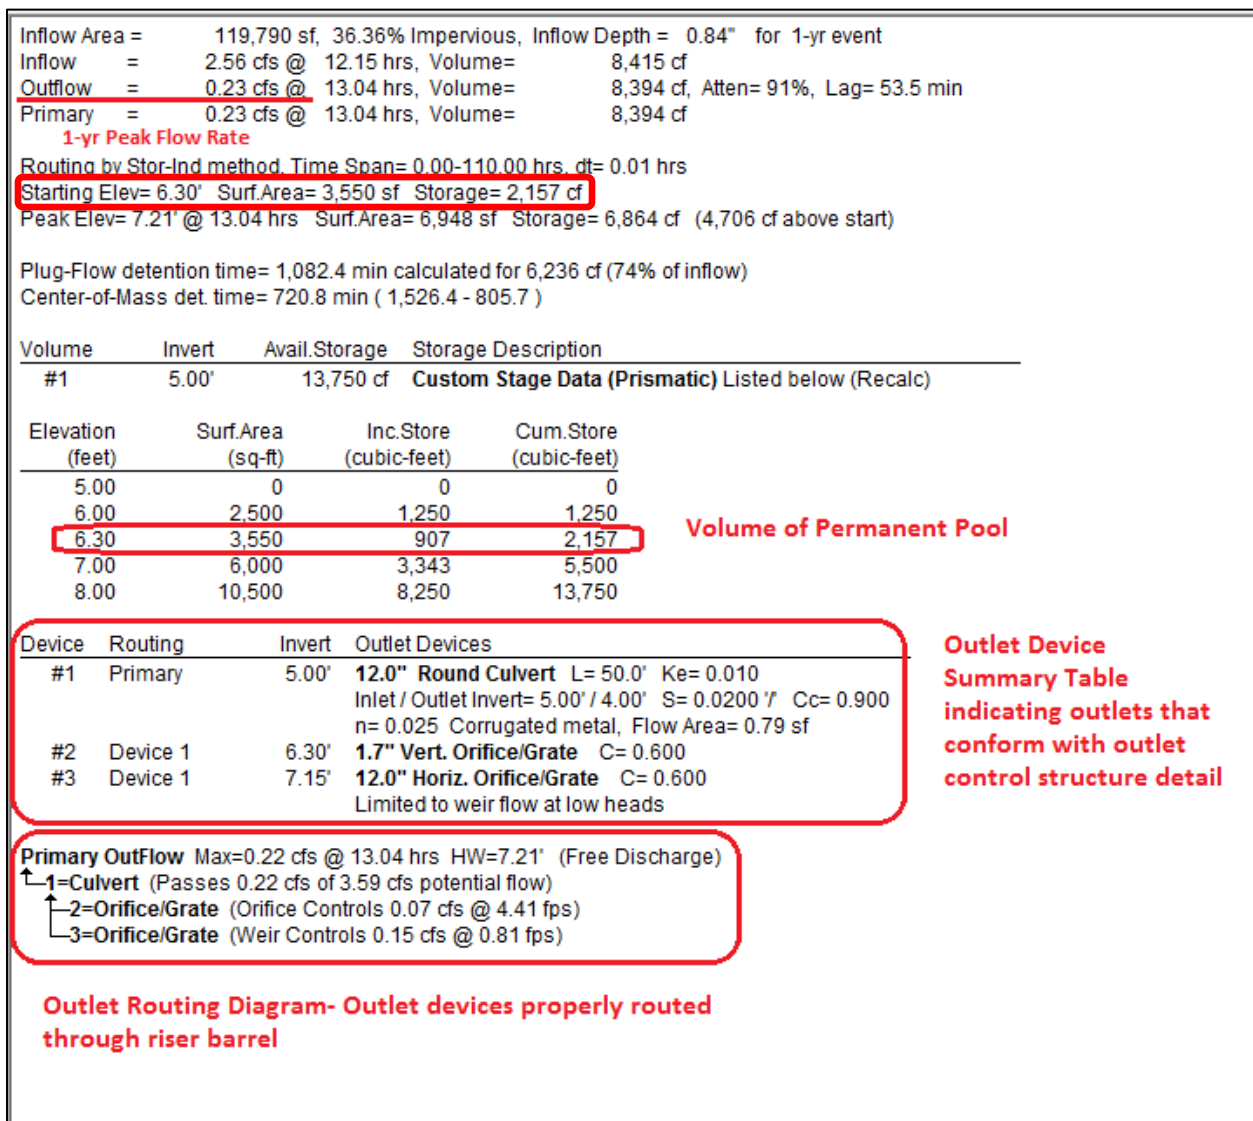 Inflow Area = 119,790 sf, 36.36% Impervious, Inflow Depth = 0.84" for 1-yr event
Inflow = 2.56 cfs @ 12.15 hrs, Volume= 8,415 cf
Outflow = 0.23 cfs @ 13.04 hrs, Volume= 8,394 cf, Atten= 91%, Lag= 53.5 min
Primary = 0.23 cfs @ 13.04 hrs, Volume= 8,394 cf
1-yr Peak Flow Rate
Routing by Stor-Ind method, Time Span= 0.00-110.00 hrs, dt= 0.01 hrs
Starting Elev= 6.30' Surf.Area= 3,550 sf Storage= 2,157 cf
Peak Elev= 7.21' @ 13.04 hrs Surf.Area= 6,948 sf Storage= 6,864 cf (4,706 cf above start)
Plug-Flow detention time= 1,082.4 min calculated for 6,236 cf (74% of inflow)
Center-of-Mass det. time= 720.8 min ( 1,526.4 - 805.7 )
Volume Invert Avail.Storage Storage Description
#1 5.00' 13,750 cf Custom Stage Data (Prismatic) Listed below (Recalc)
Elevation Surf.Area Inc.Store Cum.Store
(feet) (sq-ft) (cubic-feet) (cubic-feet)
5.00 0 0 0
6.00 2,500 1,250 1,250
6.30 3,550 907 2,157
7.00 6,000 3,343 5,500
8.00 10,500 8,250 13,750
Volume of Permanent Pool
Device Routing Invert Outlet Devices
#1 Primary 5.00' 12.0" Round Culvert L= 50.0' Ke= 0.010
Inlet / Outlet Invert= 5.00' / 4.00' S= 0.0200 '/' Cc= 0.900
n= 0.025 Corrugated metal, Flow Area= 0.79 sf
#2 Device 1 6.30' 1.7" Vert. Orifice/Grate C= 0.600
#3 Device 1 7.15' 12.0" Horiz. Orifice/Grate C= 0.600
Limited to weir flow at low heads
Outlet Device
Summary Table
indicating outlets that
conform with outlet
control structure detail
Primary OutFlow Max=0.22 cfs @ 13.04 hrs HW=7.21' (Free Discharge)
1=Culvert (Passes 0.22 cfs of 3.59 cfs potential flow)
2=Orifice/Grate (Orifice Controls 0.07 cfs @ 4.41 fps)
3=Orifice/Grate (Weir Controls 0.15 cfs @ 0.81 fps)
Outlet Routing Diagram- Outlet devices properly routed
through riser barrel